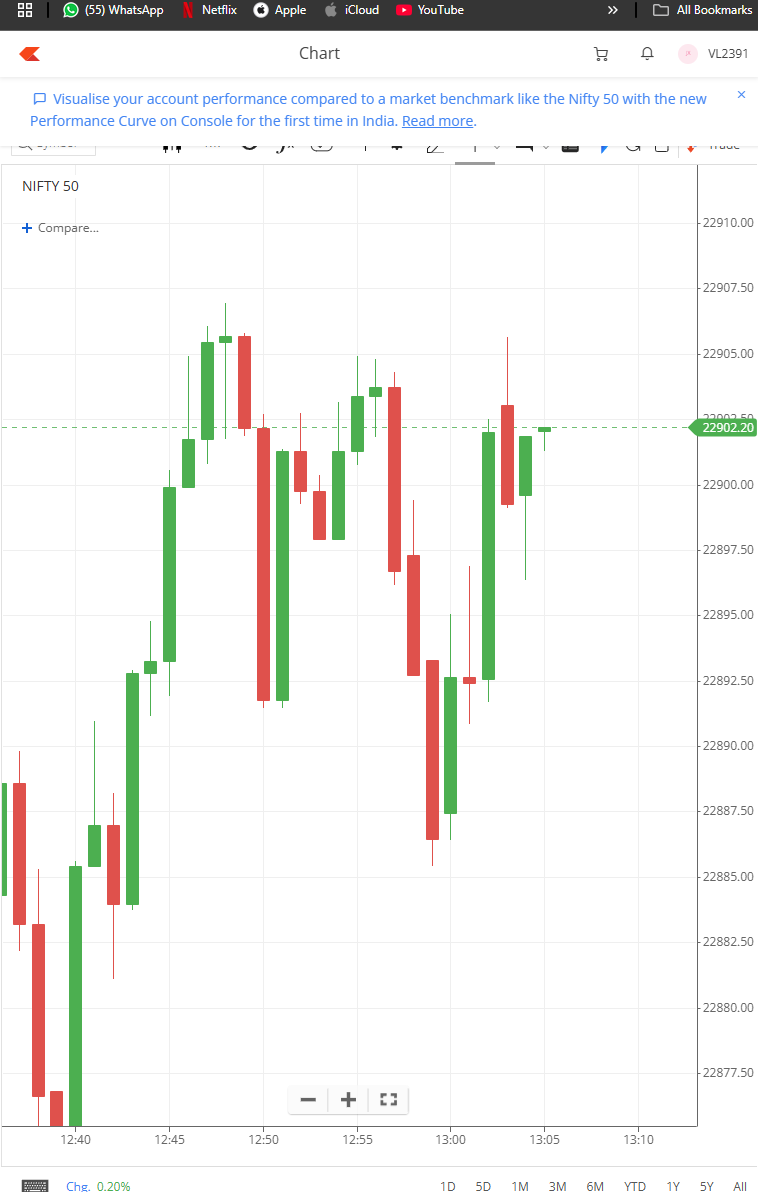 (55) WhatsApp Netflix Apple iCloud YouTube » All Bookmarks
Chart VL2391
Visualise your account performance compared to a market benchmark like the Nifty 50 with the new ×
Performance Curve on Console for the first time in India. Read more.
NIFTY 50
+ Compare...
22910.00
22907.50
22905.00
22902.50
22902.20
22900.00
22897.50
22895.00
22892.50
22890.00
22887.50
22885.00
22882.50
22880.00
22877.50
12:40 12:45 12:50 12:55 13:00 13:05 13:10
Chg. 0.20% 1D 5D 1M 3M 6M YTD 1Y 5Y All